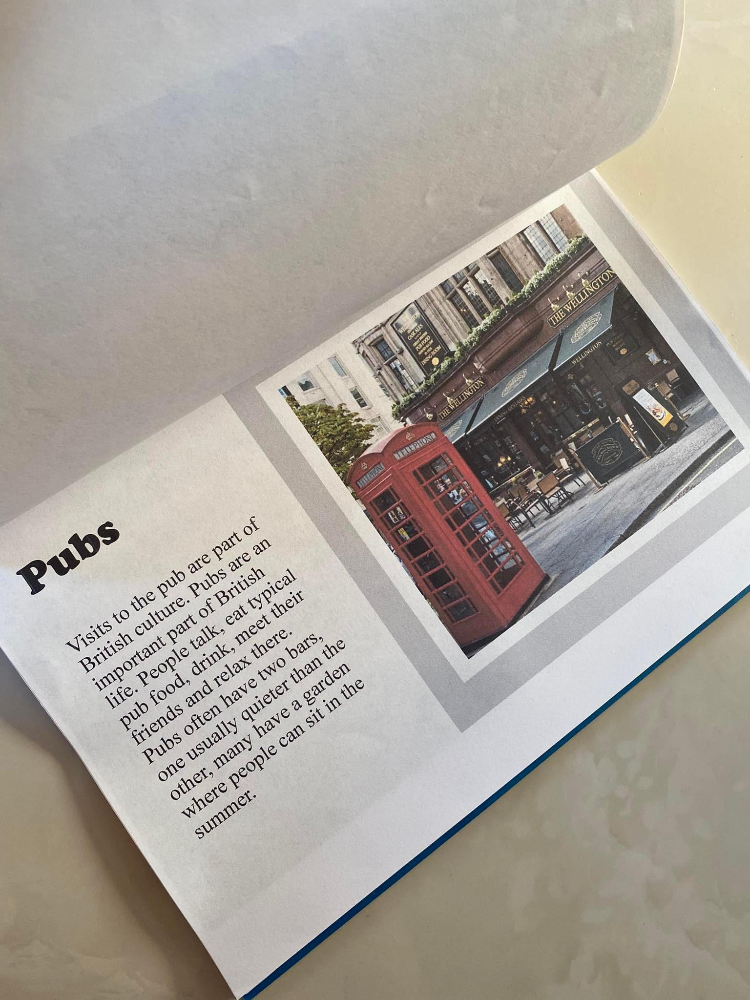 Pubs
Visits to the pub are part of
British culture. Pubs are an
important part of British
life. People talk, eat typical
pub food, drink, meet their
friends and relax there.
Pubs often have two bars,
one usually quieter than the
other, many have a garden
where people can sit in the
summer.
THE WELLINGTON
THE WELLINGTON
WELLINGTON
DINING UPSTAIRS
WELLINGTON
CASK ALES
PUB FOOD
IN OUR
DINING ROOM
TELEPHONE
TELEPHONE